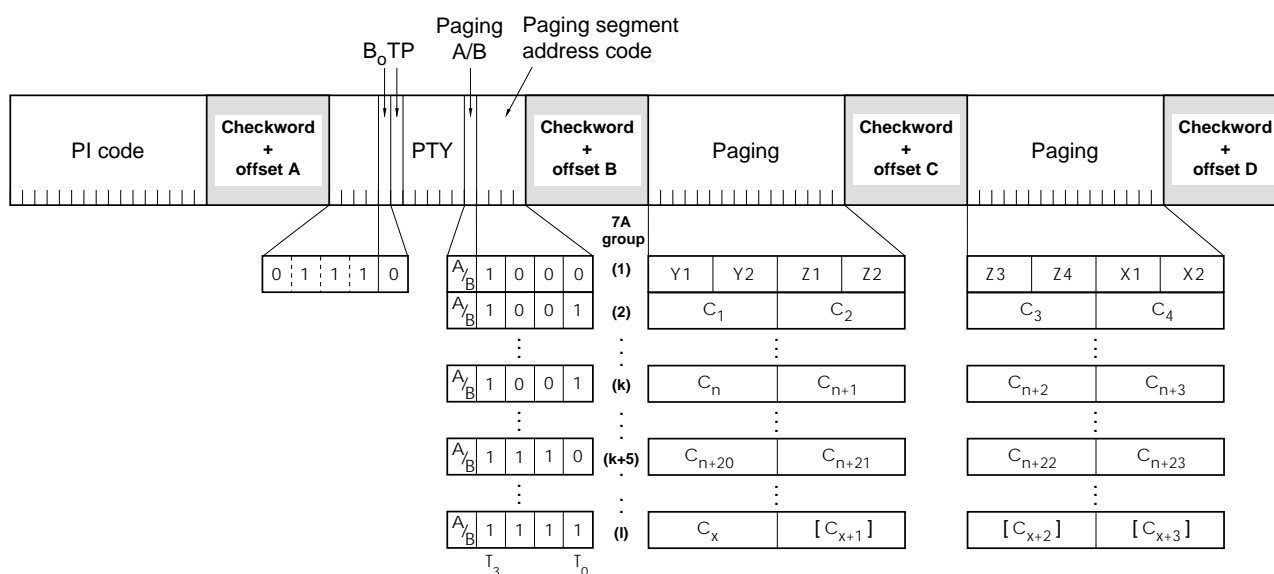 Paging Paging segment
BoTP A/B address code
PI code Checkword + offset A PTY Checkword + offset B Paging Checkword + offset C Paging Checkword + offset D
7A group
0 1 1 1 0 A/B 1 0 0 0 (1) Y1 Y2 Z1 Z2 Z3 Z4 X1 X2
A/B 1 0 0 1 (2) C1 C2 C3 C4
A/B 1 0 0 1 (k) Cn Cn+1 Cn+2 Cn+3
A/B 1 1 1 0 (k+5) Cn+20 Cn+21 Cn+22 Cn+23
A/B 1 1 1 1 (l) Cx [Cx+1] [Cx+2] [Cx+3]
T3 T0